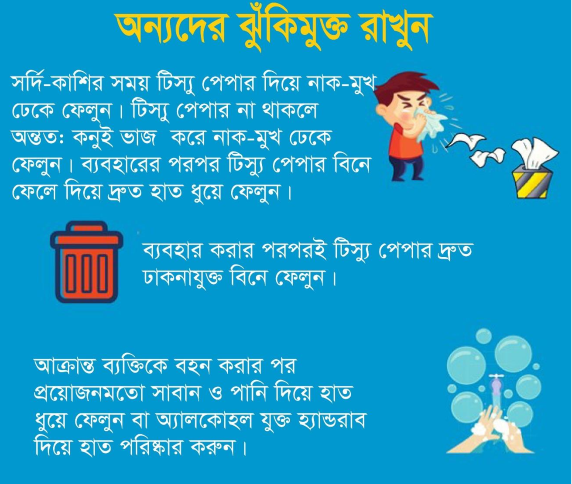 অন্যদের ঝুঁকিমুক্ত রাখুন
সর্দি-কাশির সময় টিস্যু পেপার দিয়ে নাক-মুখ
ঢেকে ফেলুন। টিস্যু পেপার না থাকলে
অন্তত: কনুই ভাজ করে নাক-মুখ ঢেকে
ফেলুন। ব্যবহারের পরপর টিস্যু পেপার বিনে
ফেলে দিয়ে দ্রুত হাত ধুয়ে ফেলুন।
ব্যবহার করার পরপরই টিস্যু পেপার দ্রুত
ঢাকনাযুক্ত বিনে ফেলুন।
আক্রান্ত ব্যক্তিকে বহন করার পর
প্রয়োজনমতো সাবান ও পানি দিয়ে হাত
ধুয়ে ফেলুন বা অ্যালকোহল যুক্ত হ্যান্ডরাব
দিয়ে হাত পরিষ্কার করুন।